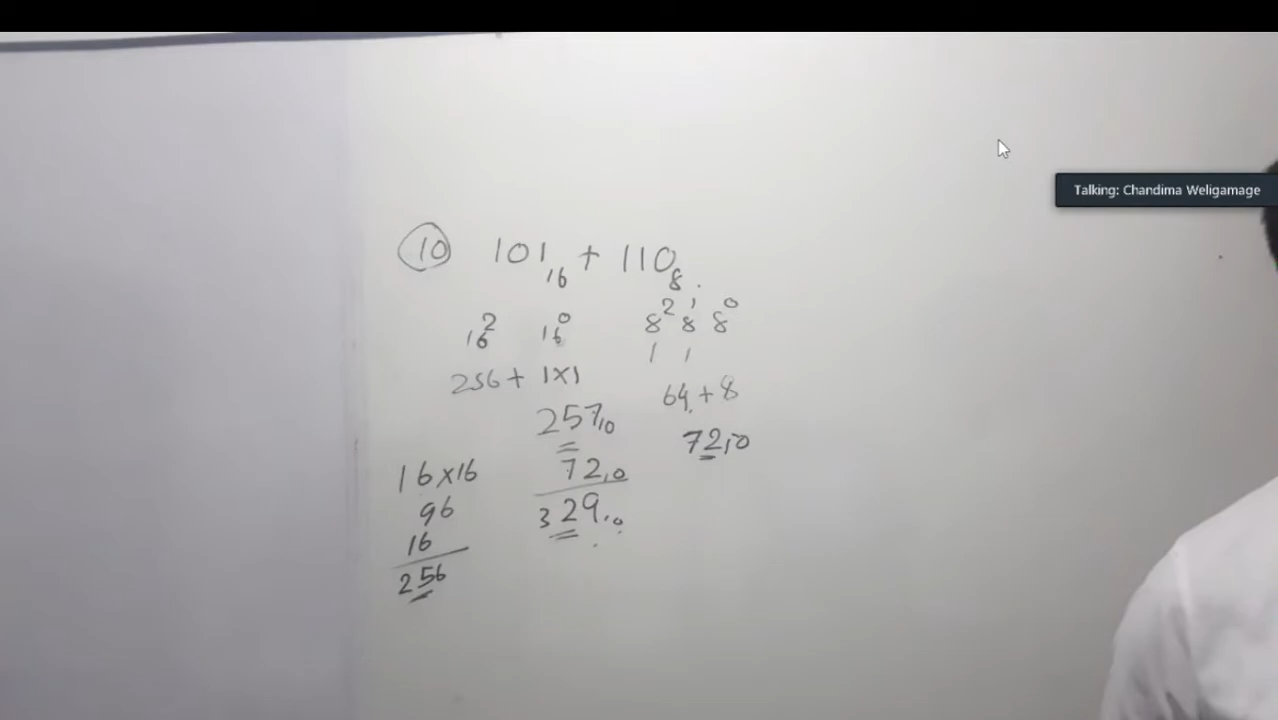 Talking: Chandima Weligamage
10 101₁₆ + 110₈.
16² 16⁰ 8² 8¹ 8⁰
1 1
256 + 1×1 64 + 8
257₁₀ 72₁₀
16×16 72₁₀
96 329₁₀
16
256